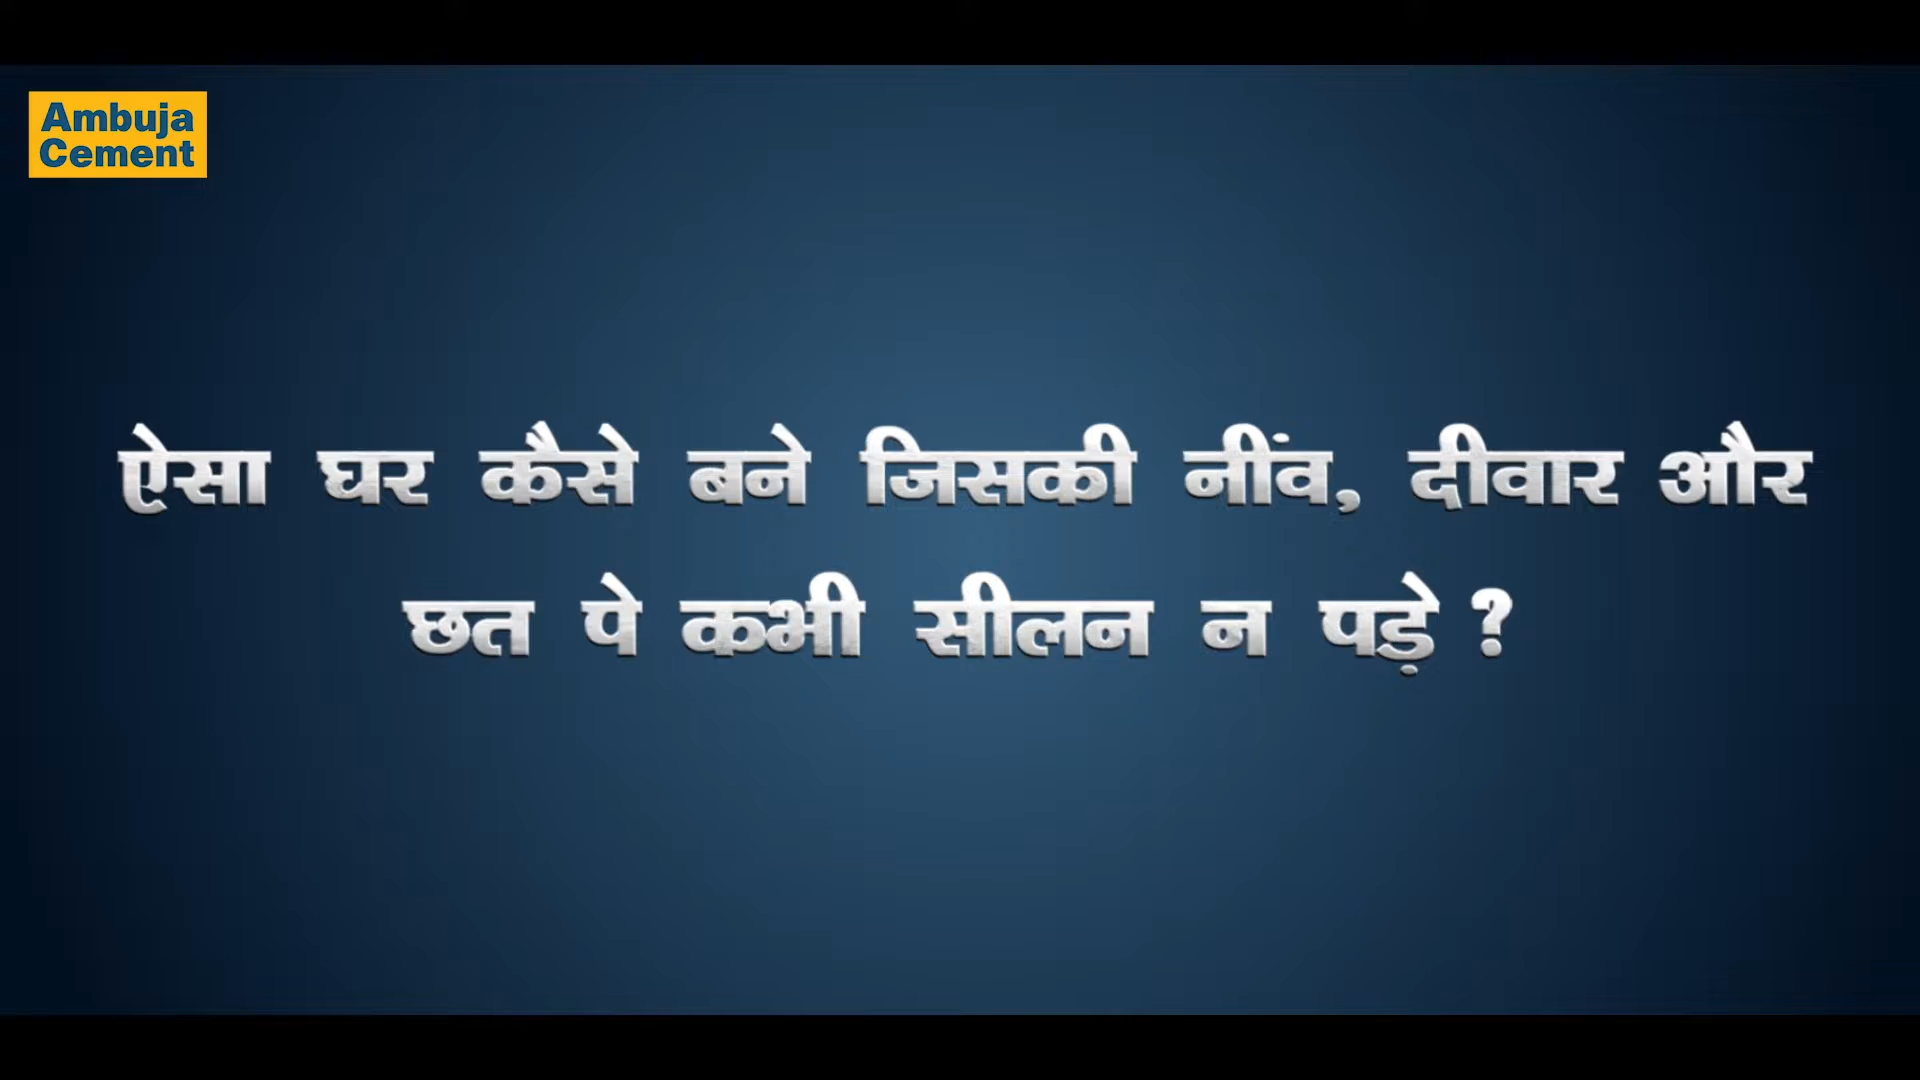 Ambuja
Cement
ऐसा घर कैसे बने जिसकी नींव, दीवार और
छत पे कभी सीलन न पड़े ?